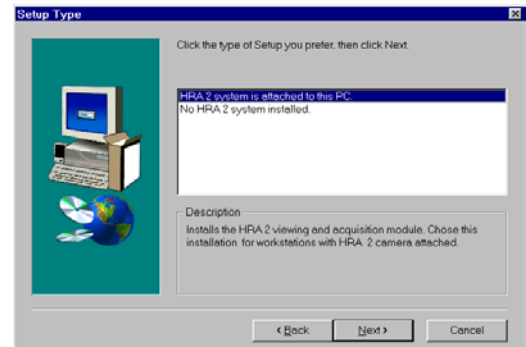 Setup Type
Click the type of Setup you prefer, then click Next.
HRA 2 system is attached to this PC.
No HRA 2 system installed.
Description
Installs the HRA 2 viewing and acquisition module. Chose this
installation for workstations with HRA 2 camera attached.
< Back
Next >
Cancel